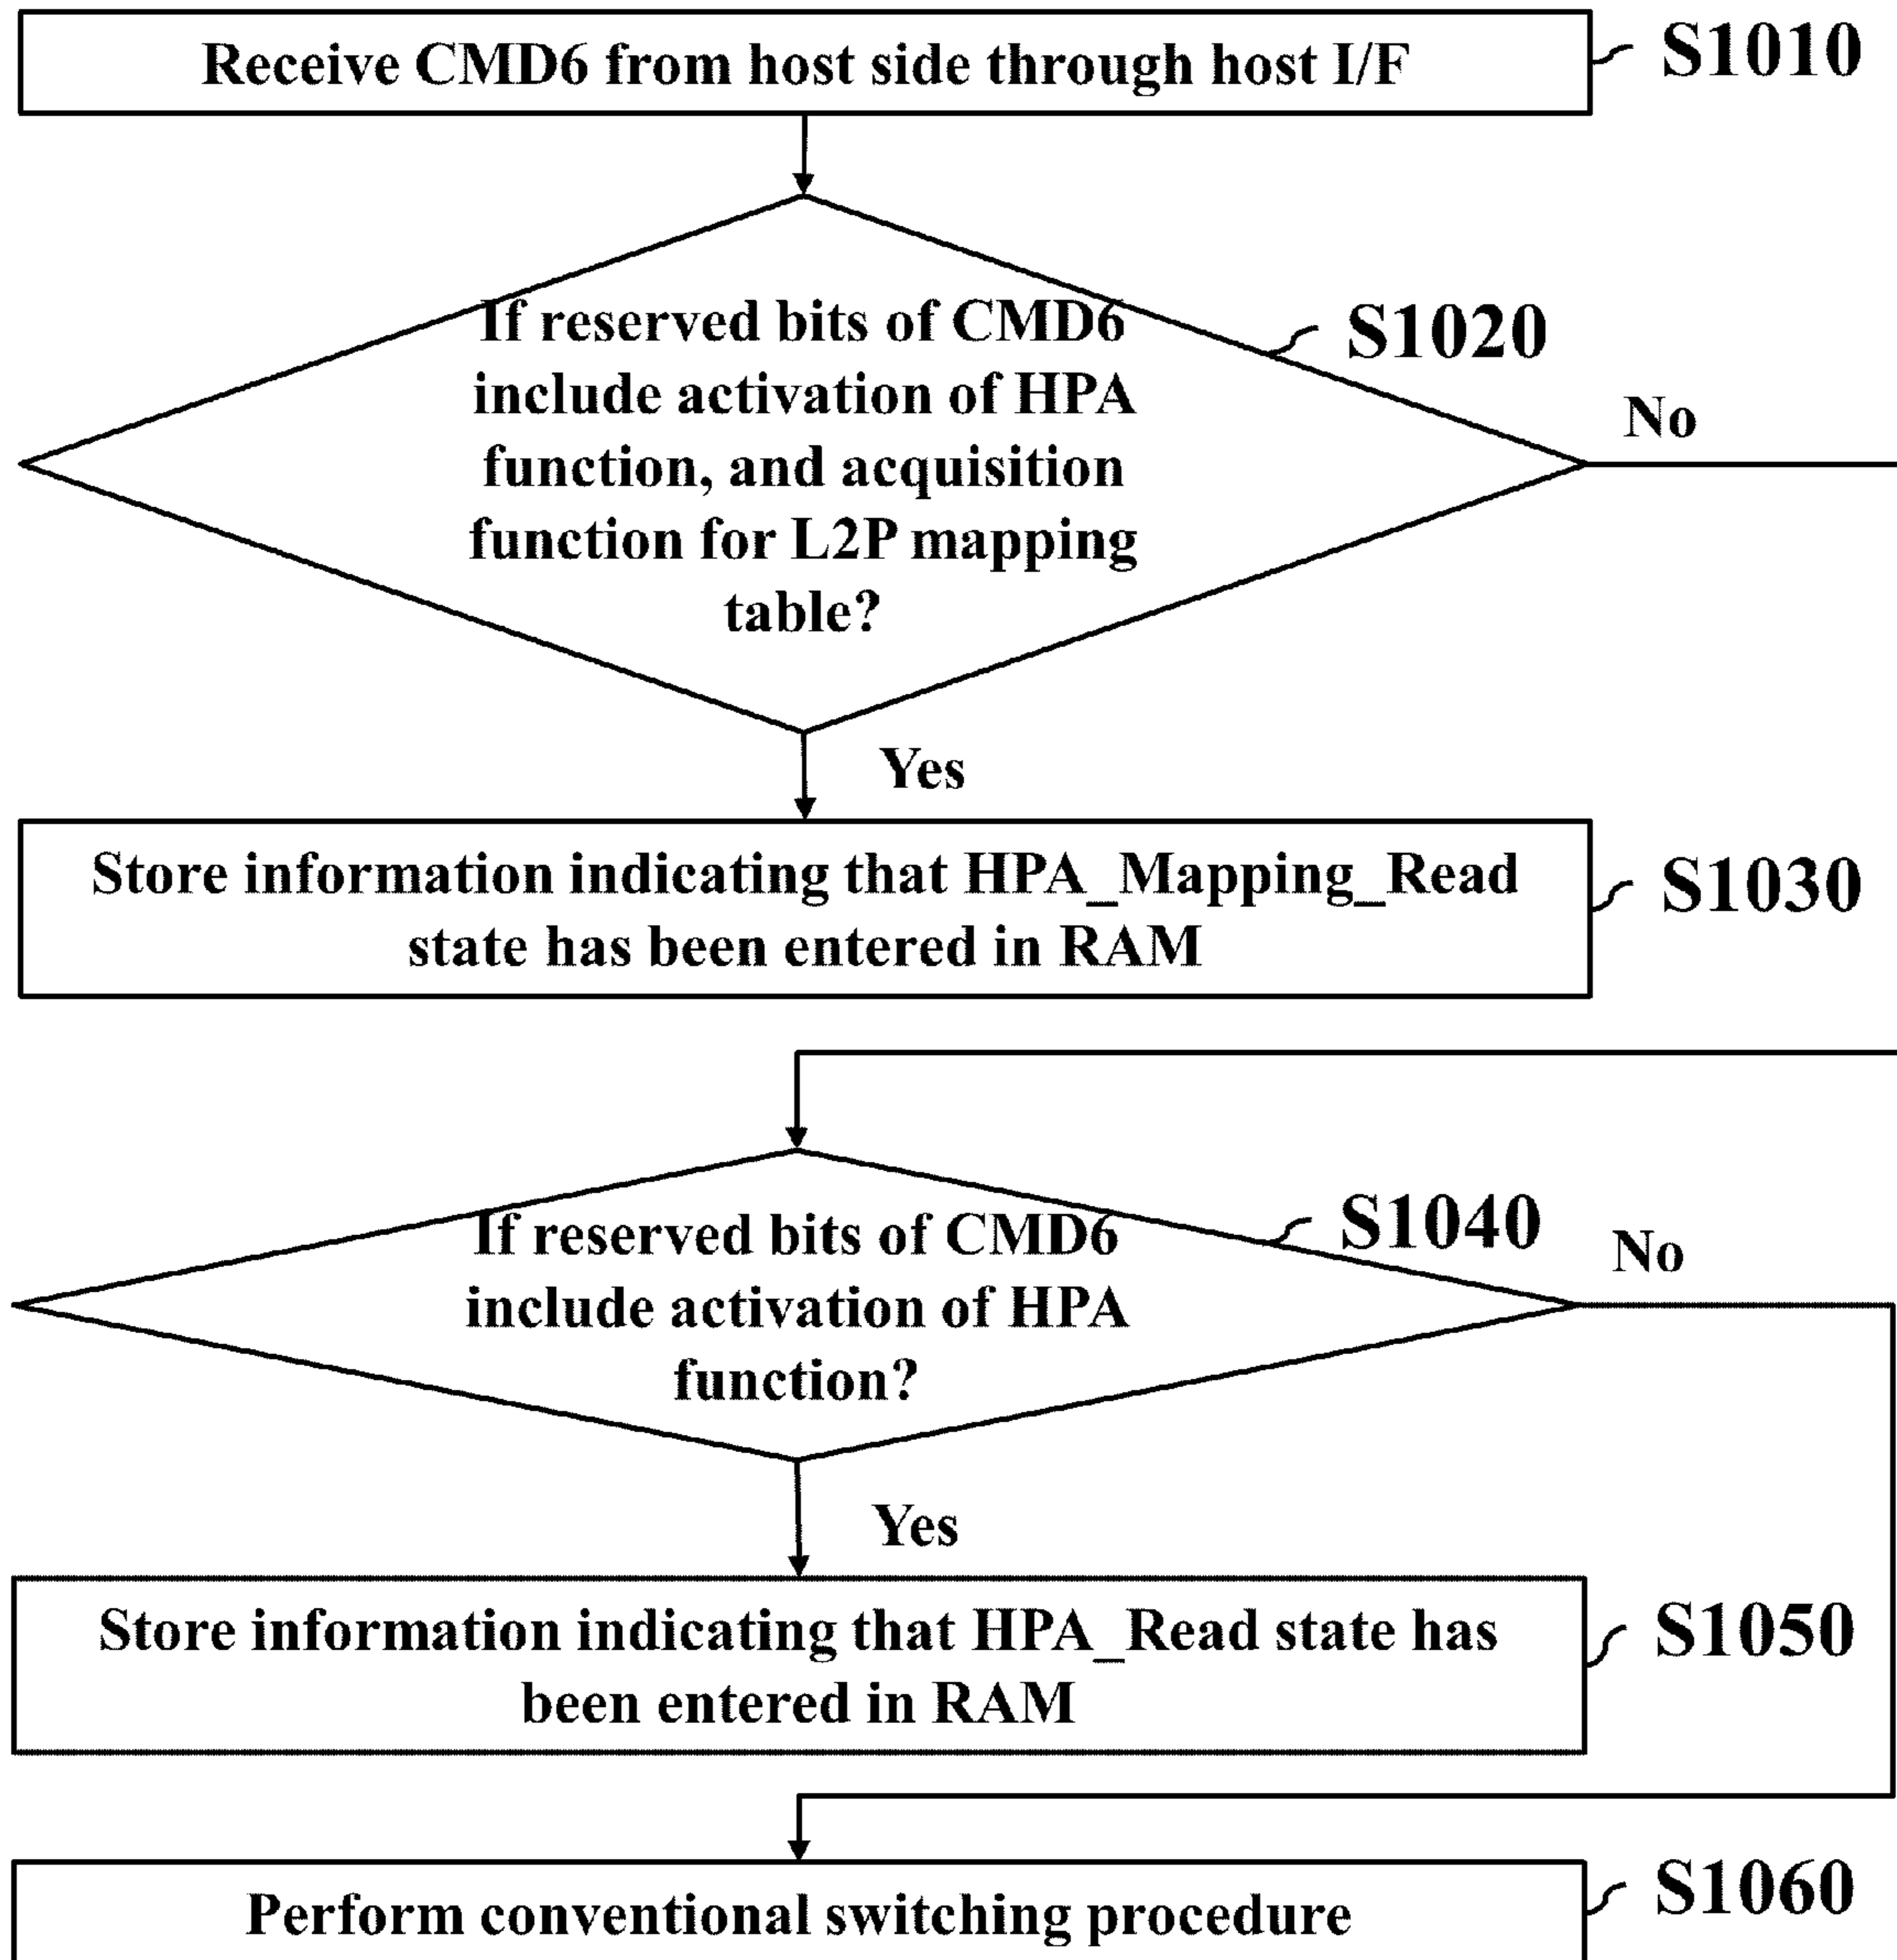 Receive CMD6 from host side through host I/F
S1010
If reserved bits of CMD6
include activation of HPA
function, and acquisition
function for L2P mapping
table?
S1020
No
Yes
Store information indicating that HPA_Mapping_Read
state has been entered in RAM
S1030
If reserved bits of CMD6
include activation of HPA
function?
S1040
No
Yes
Store information indicating that HPA_Read state has
been entered in RAM
S1050
Perform conventional switching procedure
S1060